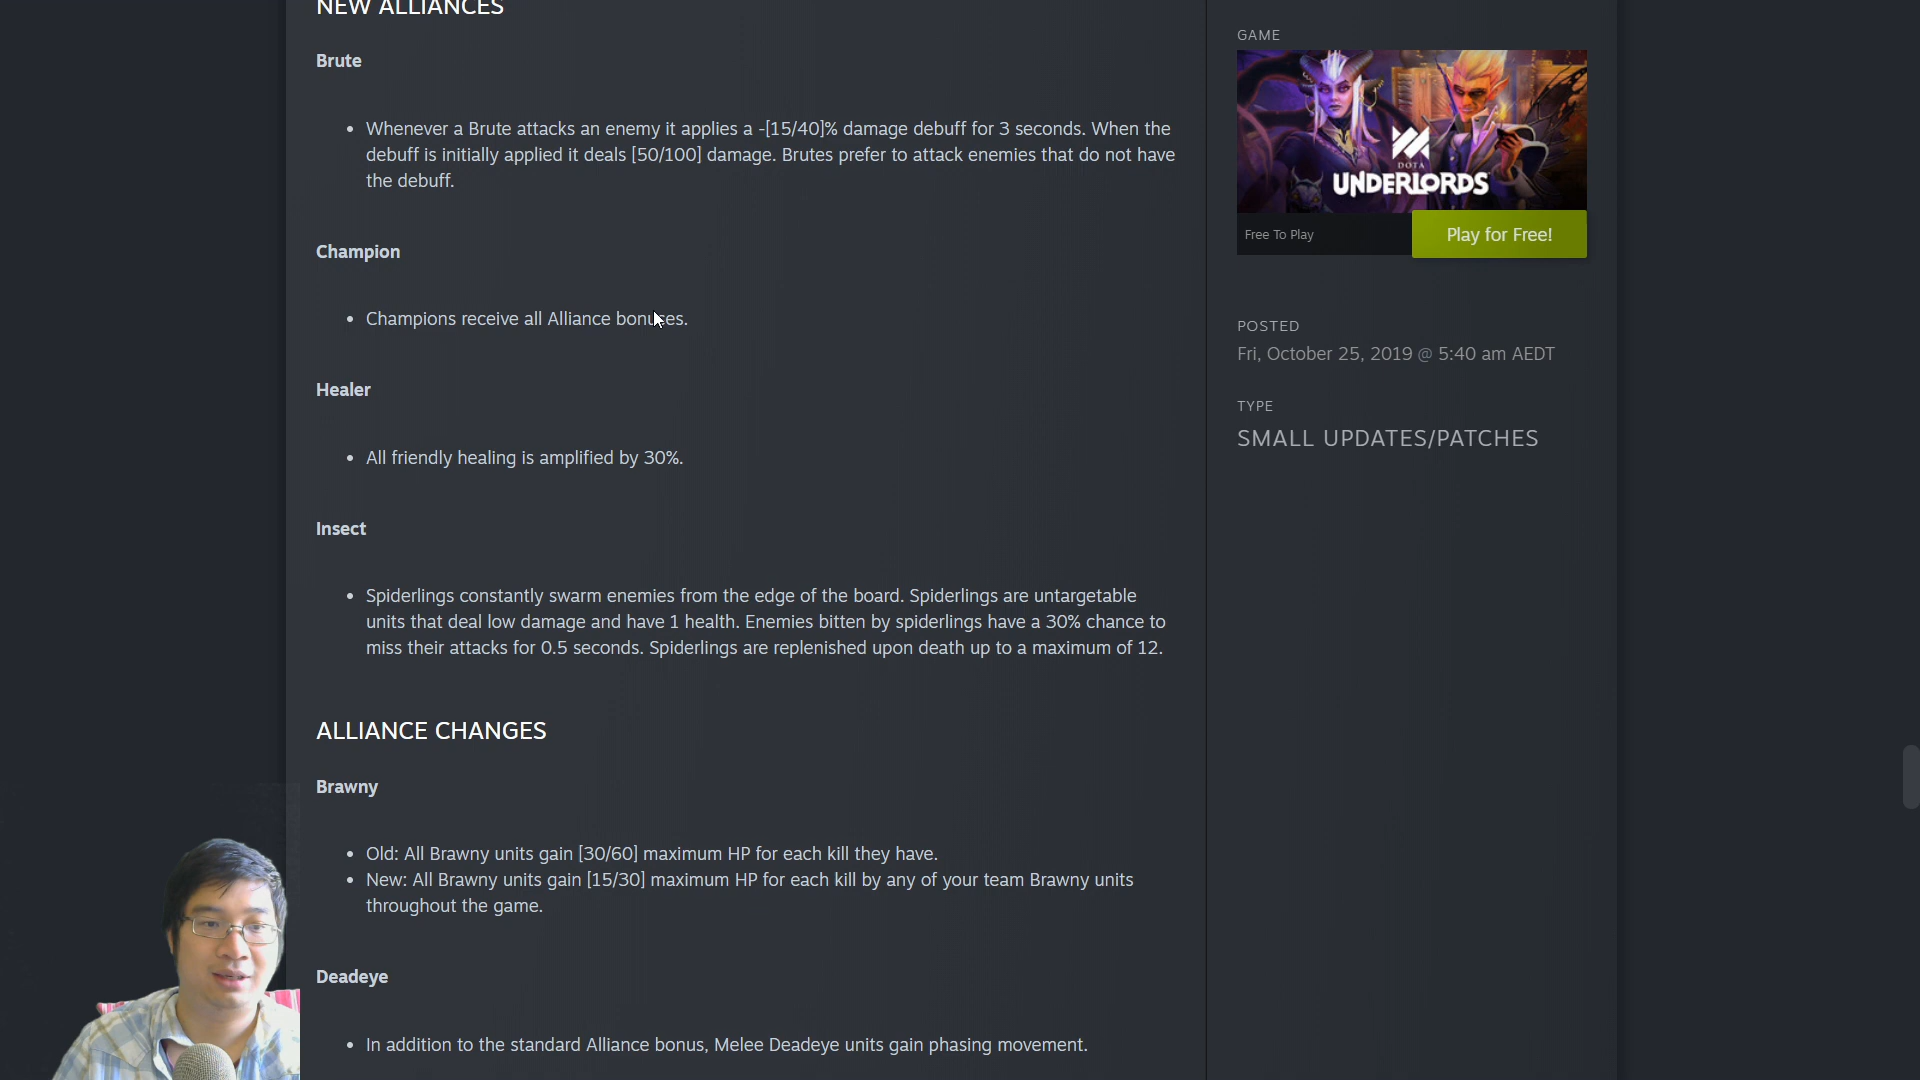 NEW ALLIANCES
Brute
• Whenever a Brute attacks an enemy it applies a -[15/40]% damage debuff for 3 seconds. When the
debuff is initially applied it deals [50/100] damage. Brutes prefer to attack enemies that do not have
the debuff.
Champion
• Champions receive all Alliance bonuses.
Healer
• All friendly healing is amplified by 30%.
Insect
• Spiderlings constantly swarm enemies from the edge of the board. Spiderlings are untargetable
units that deal low damage and have 1 health. Enemies bitten by spiderlings have a 30% chance to
miss their attacks for 0.5 seconds. Spiderlings are replenished upon death up to a maximum of 12.
ALLIANCE CHANGES
Brawny
• Old: All Brawny units gain [30/60] maximum HP for each kill they have.
• New: All Brawny units gain [15/30] maximum HP for each kill by any of your team Brawny units
throughout the game.
Deadeye
• In addition to the standard Alliance bonus, Melee Deadeye units gain phasing movement.
GAME
DOTA
UNDERLORDS
Free To Play
Play for Free!
POSTED
Fri, October 25, 2019 @ 5:40 am AEDT
TYPE
SMALL UPDATES/PATCHES